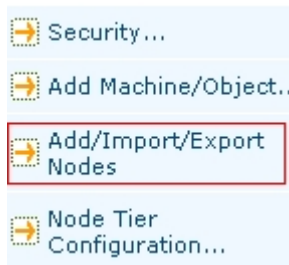 Security...
Add Machine/Object..
Add/Import/Export
Nodes
Node Tier
Configuration...